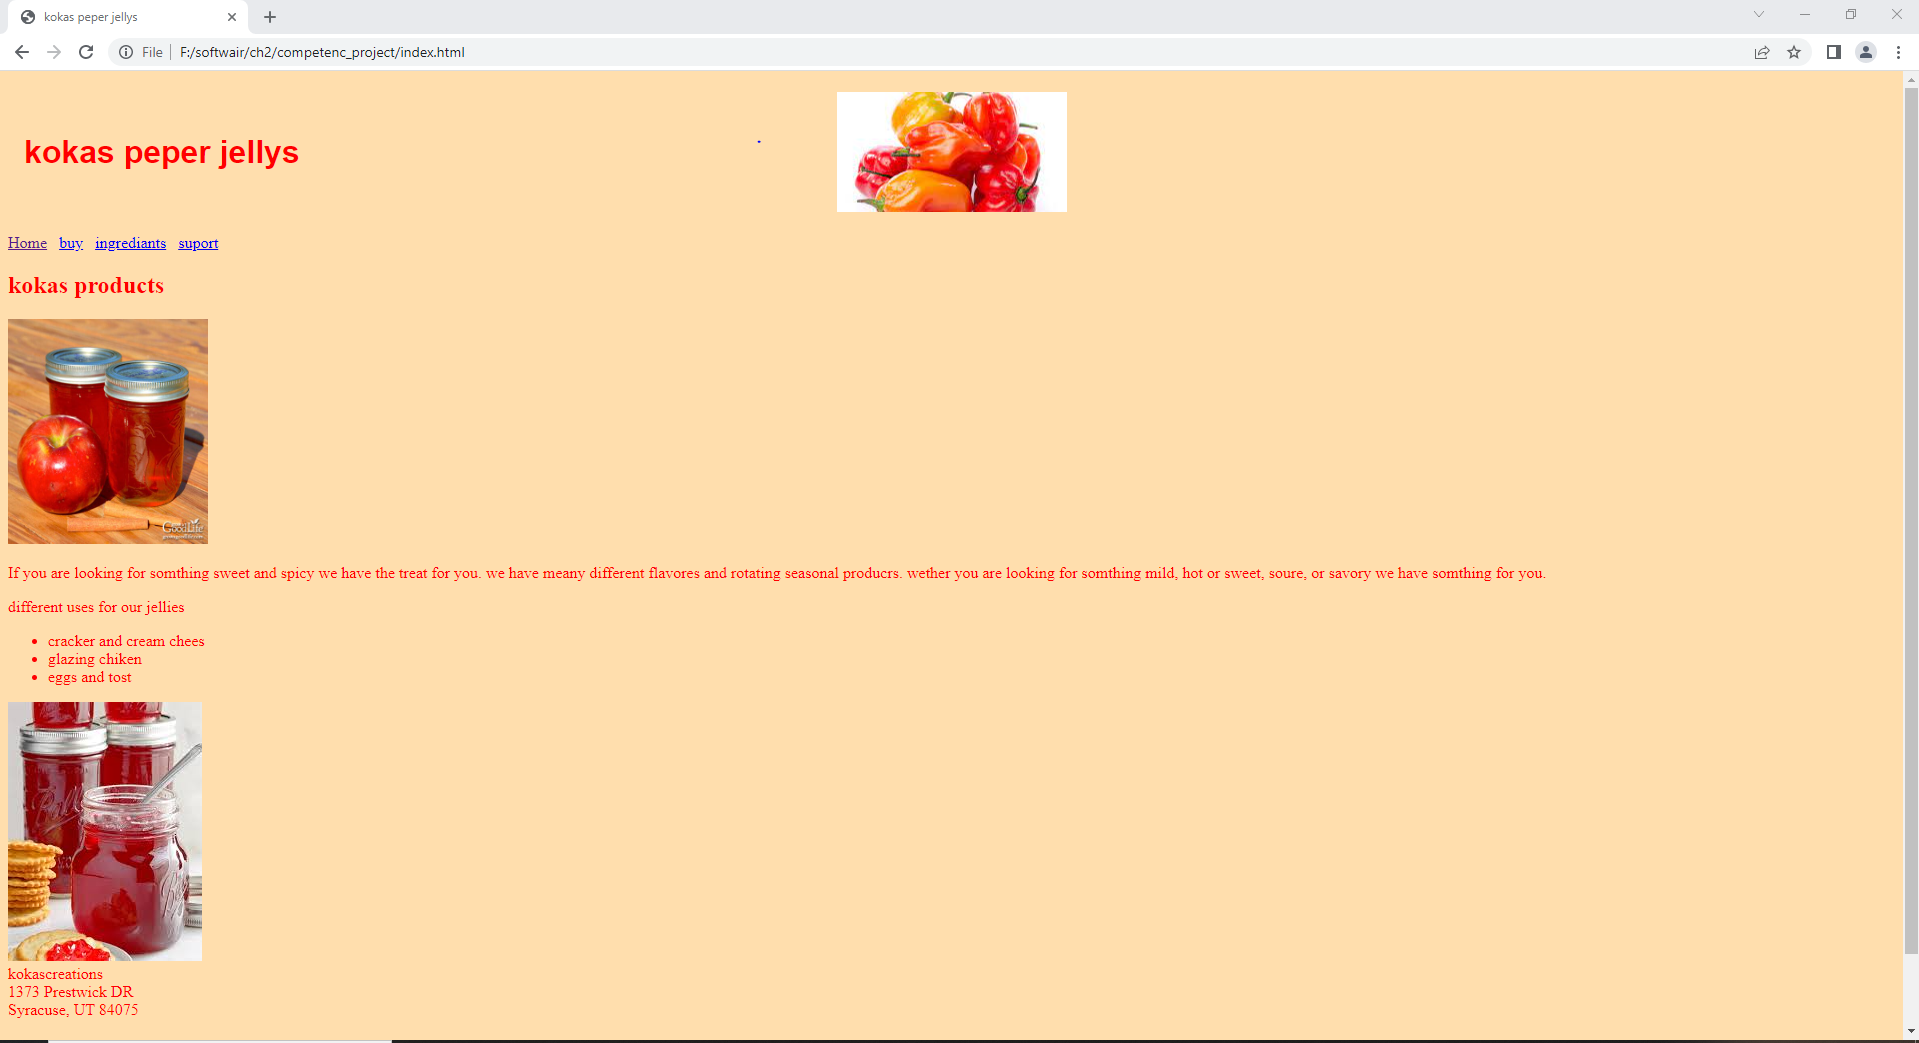 kokas peper jellys
File
F:/softwair/ch2/competenc_project/index.html
kokas peper jellys
Home buy ingrediants suport
kokas products
GoodLife
If you are looking for somthing sweet and spicy we have the treat for you. we have meany different flavores and rotating seasonal producrs. wether you are looking for somthing mild, hot or sweet, soure, or savory we have somthing for you.
different uses for our jellies
• cracker and cream chees
• glazing chiken
• eggs and tost
Ball
kokascreations
1373 Prestwick DR
Syracuse, UT 84075